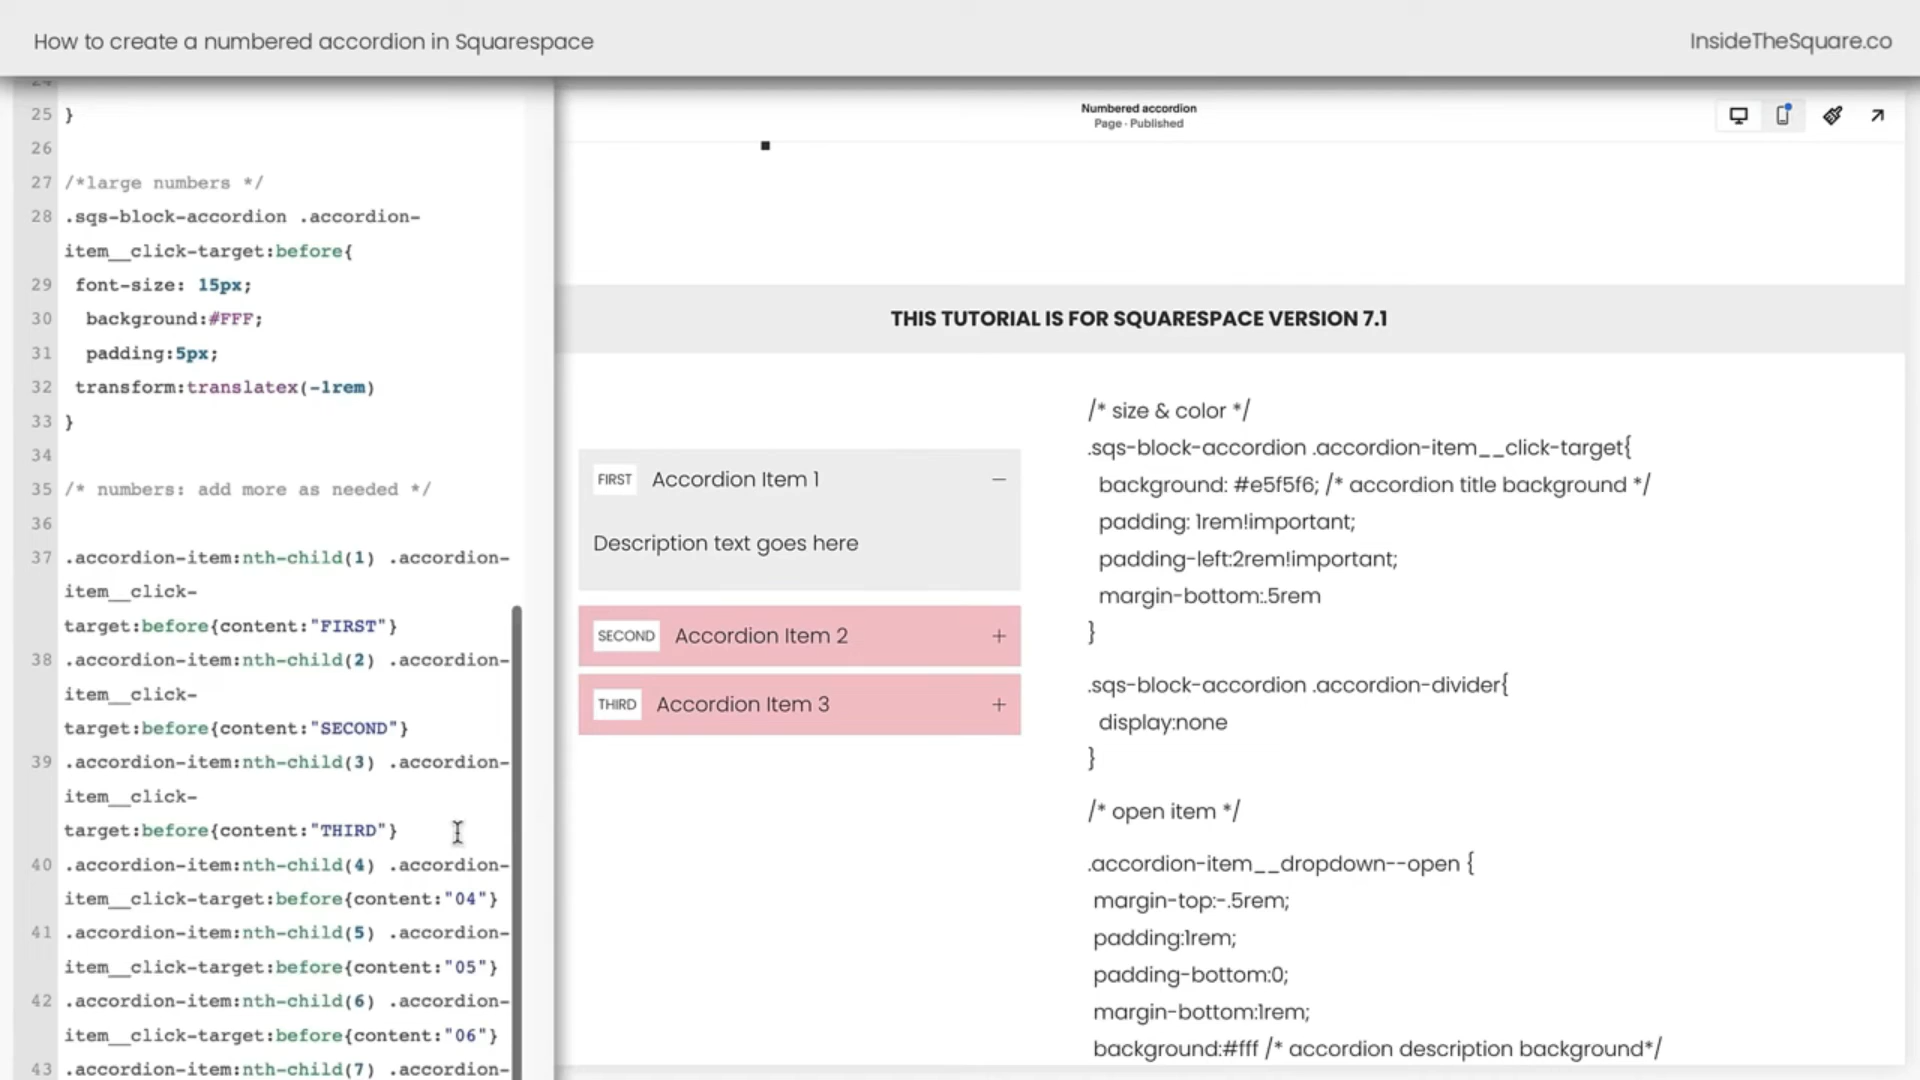 How to create a numbered accordion in Squarespace
InsideTheSquare.co
25 }
26
27 /*large numbers */
28 .sqs-block-accordion .accordion-
item__click-target:before{
29 font-size: 15px;
30 background:#FFF;
31 padding:5px;
32 transform:translatex(-1rem)
33 }
34
35 /* numbers: add more as needed */
36
37 .accordion-item:nth-child(1) .accordion-
item__click-
target:before{content:"FIRST"}
38 .accordion-item:nth-child(2) .accordion-
item__click-
target:before{content:"SECOND"}
39 .accordion-item:nth-child(3) .accordion-
item__click-
target:before{content:"THIRD"}
40 .accordion-item:nth-child(4) .accordion-
item__click-target:before{content:"04"}
41 .accordion-item:nth-child(5) .accordion-
item__click-target:before{content:"05"}
42 .accordion-item:nth-child(6) .accordion-
item__click-target:before{content:"06"}
43 .accordion-item:nth-child(7) .accordion-
Numbered accordion
Page · Published
THIS TUTORIAL IS FOR SQUARESPACE VERSION 7.1
FIRST Accordion Item 1 −
Description text goes here
SECOND Accordion Item 2 +
THIRD Accordion Item 3 +
/* size & color */
.sqs-block-accordion .accordion-item__click-target{
background: #e5f5f6; /* accordion title background */
padding: 1rem!important;
padding-left:2rem!important;
margin-bottom:.5rem
}
.sqs-block-accordion .accordion-divider{
display:none
}
/* open item */
.accordion-item__dropdown--open {
margin-top:-.5rem;
padding:1rem;
padding-bottom:0;
margin-bottom:1rem;
background:#fff /* accordion description background*/